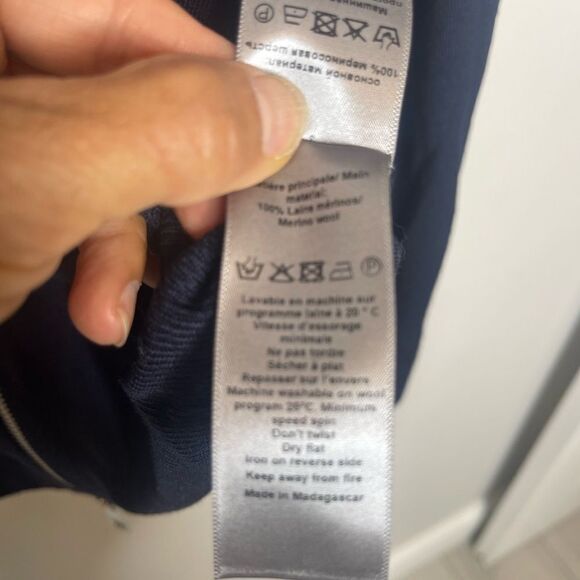 100% Мериносовая шерсть
основной материал:
principale/ Main
material:
100% Laine mérinos/
Merino wool
P
Lavable en machine sur
programme laine à 20 ° C
Vitesse d'essorage
minimale
Ne pas tordre
Sécher à plat
Repasser sur l'envers
Machine washable on wool
program 20°C. Minimum
speed spin
Don't twist
Dry flat
Iron on reverse side
Keep away from fire
Made in Madagascar